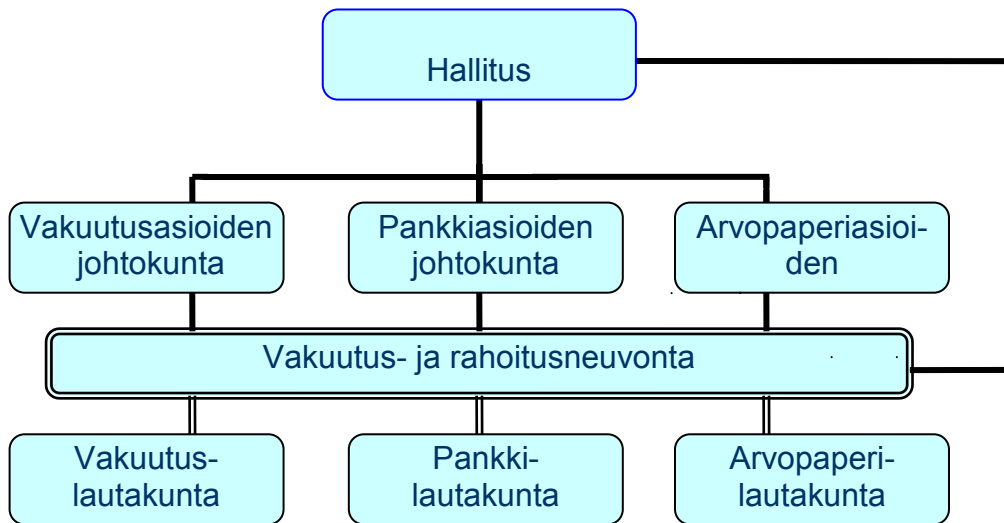 Hallitus
Vakuutusasioiden
johtokunta
Pankkiasioiden
johtokunta
Arvopaperiasioi-
den
Vakuutus- ja rahoitusneuvonta
Vakuutus-
lautakunta
Pankki-
lautakunta
Arvopaperi-
lautakunta